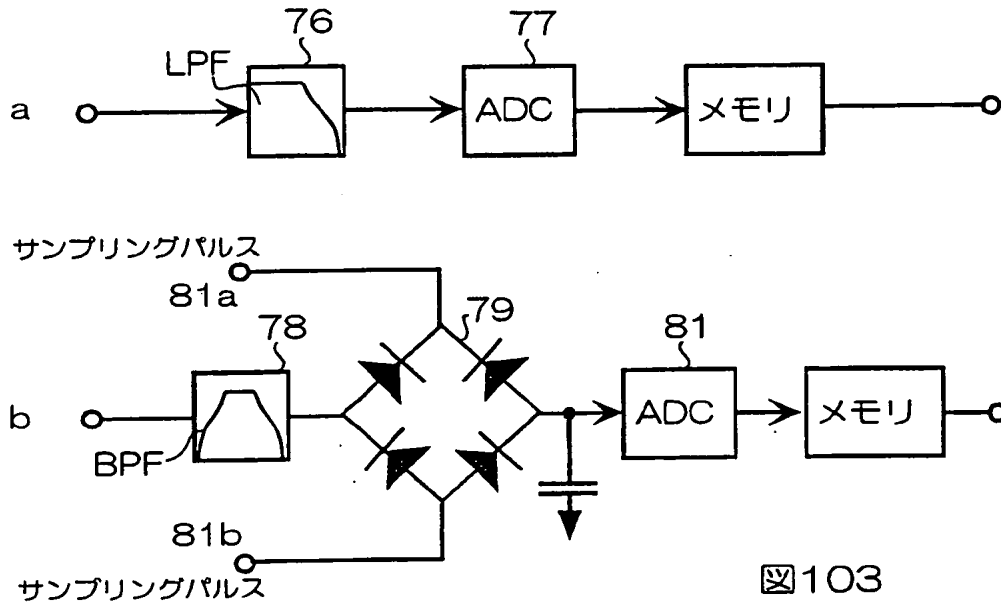 76
77
LPF
a
ADC
メモリ
サンプリングパルス
81a
79
78
81
b
ADC
メモリ
BPF
81b
サンプリングパルス
図103